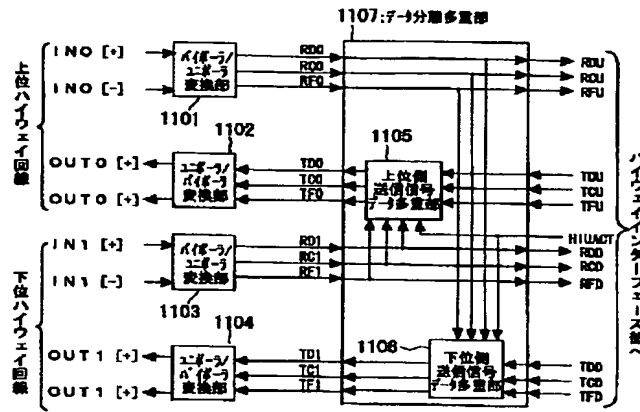 1107:データ分離多重部
上位ハイウェイ回線
IN0 [+]
IN0 [-]
バイポーラ/
ユニポーラ
変換部
1101
RD0
RC0
RF0
RDU
RCU
RFU
1102
OUT0 [+]
OUT0 [+]
ユニポーラ/
バイポーラ
変換部
TD0
TC0
TF0
1105
上位側
送信信号
データ多重部
TDU
TCU
TFU
ハイウェイインターフェース部へ
下位ハイウェイ回線
IN1 [+]
IN1 [-]
バイポーラ/
ユニポーラ
変換部
1103
RD1
RC1
RF1
HIWACT
RDD
RCD
RFD
1104
OUT1 [+]
OUT1 [+]
ユニポーラ/
バイポーラ
変換部
TD1
TC1
TF1
1106
下位側
送信信号
データ多重部
TDD
TCD
TFD